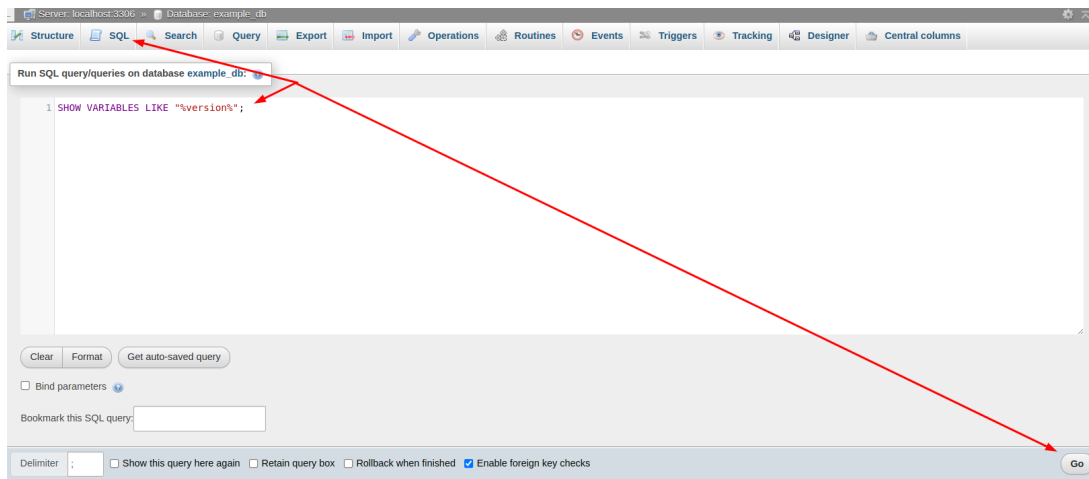 Server: localhost:3306 » Database: example_db
Structure SQL Search Query Export Import Operations Routines Events Triggers Tracking Designer Central columns
Run SQL query/queries on database example_db:
1 SHOW VARIABLES LIKE "%version%";
Clear Format Get auto-saved query
Bind parameters
Bookmark this SQL query:
Delimiter ; Show this query here again Retain query box Rollback when finished Enable foreign key checks Go